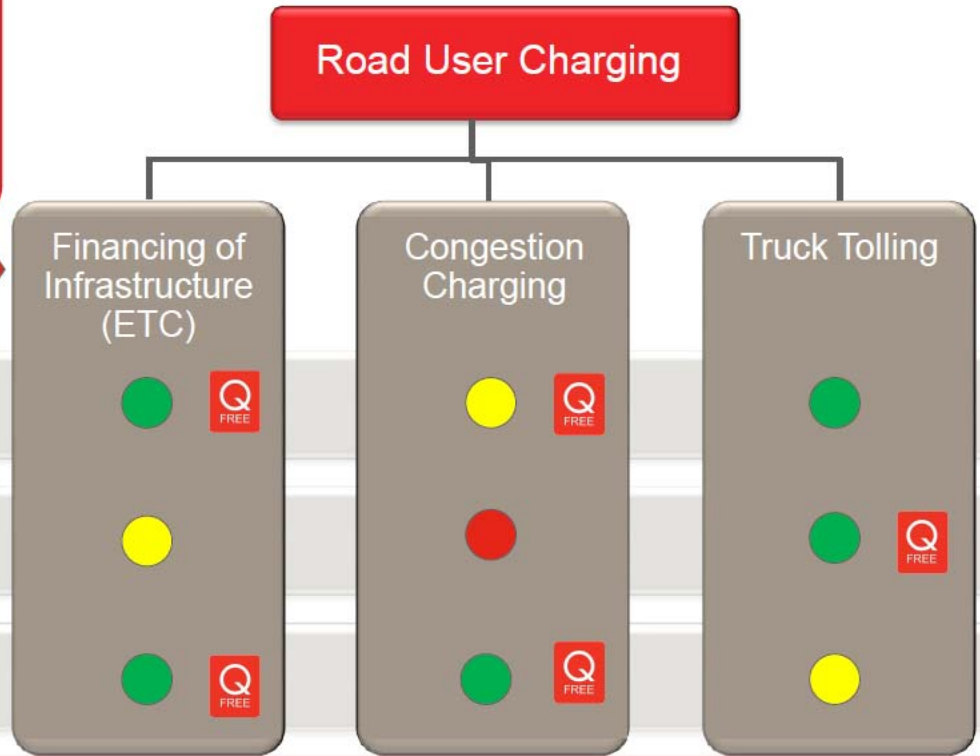 Road User Charging
Financing of
Infrastructure
(ETC)
Congestion
Charging
Truck Tolling
Q
FREE
Q
FREE
Q
FREE
Q
FREE
Q
FREE